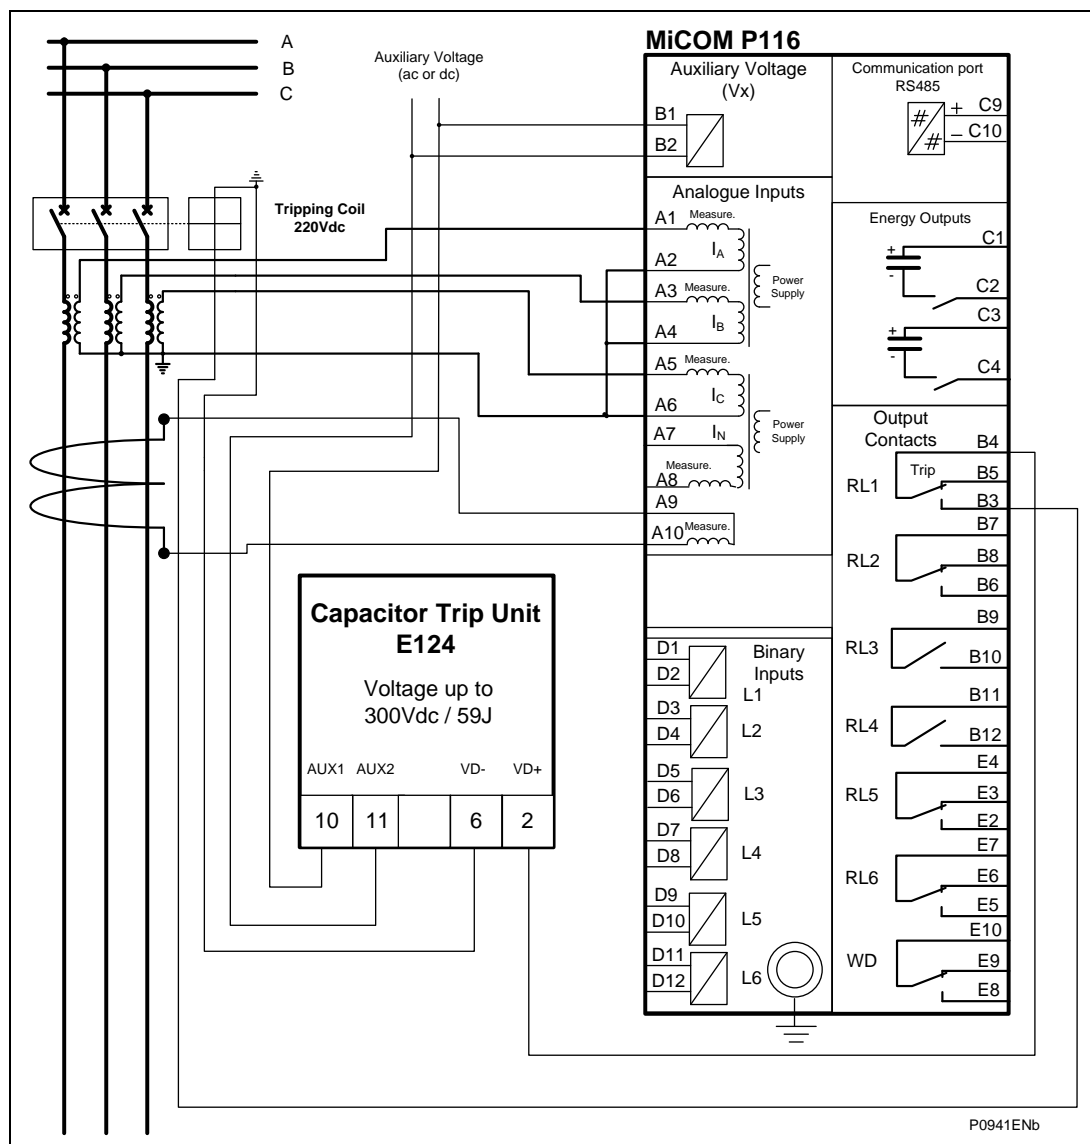 A
B
C
Auxiliary Voltage
(ac or dc)
Tripping Coil
220Vdc
MiCOM P116
Auxiliary Voltage
(Vx)
B1
B2
Communication port
RS485
#
#
+
C9
–
C10
Analogue Inputs
A1
Measure.
IA
A2
A3
Measure.
IB
A4
Power
Supply
A5
Measure.
IC
A6
A7
IN
Power
Supply
Measure.
A8
A9
A10
Measure.
Energy Outputs
C1
+
-
C2
C3
+
-
C4
Output
Contacts
B4
RL1
Trip
B5
B3
B7
RL2
B8
B6
B9
RL3
B10
B11
RL4
B12
E4
RL5
E3
E2
E7
RL6
E6
E5
E10
WD
E9
E8
Binary
Inputs
D1
D2
L1
D3
D4
L2
D5
D6
L3
D7
D8
L4
D9
D10
L5
D11
D12
L6
Capacitor Trip Unit
E124
Voltage up to
300Vdc / 59J
AUX1 AUX2 VD- VD+
10 11 6 2
P0941ENb